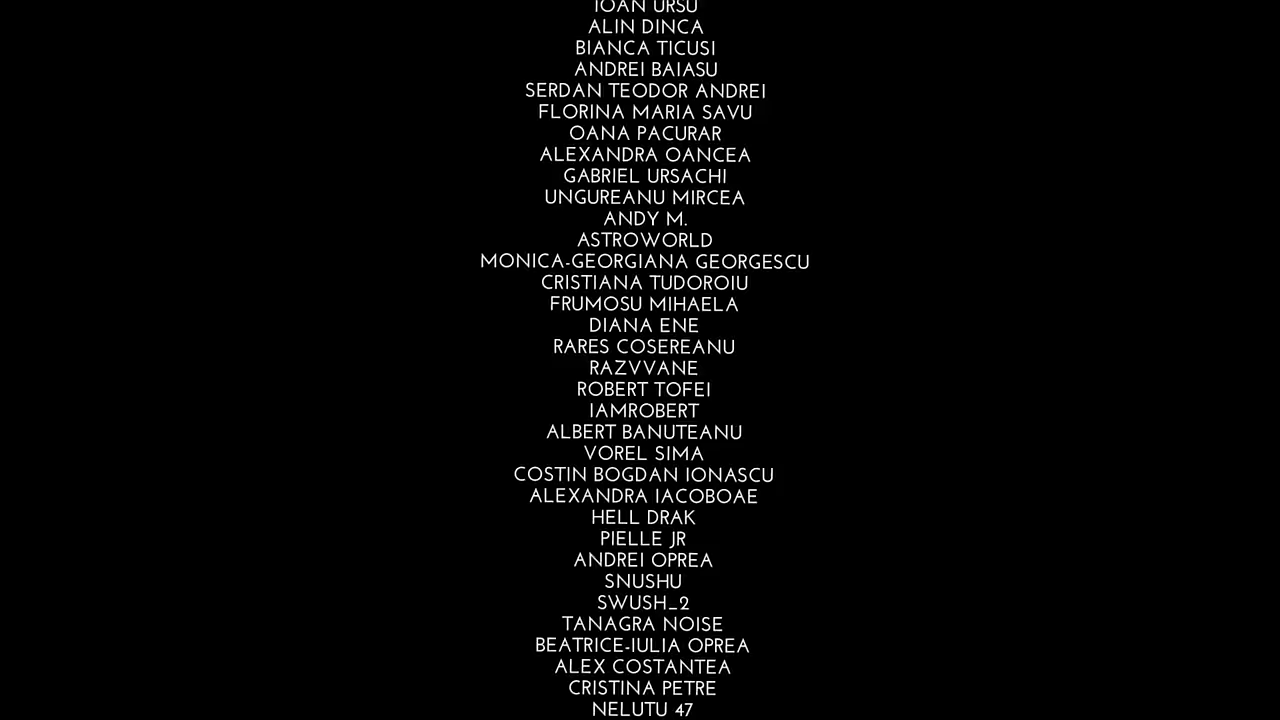 IOAN URSU
ALIN DINCA
BIANCA TICUSI
ANDREI BAIASU
SERDAN TEODOR ANDREI
FLORINA MARIA SAVU
OANA PACURAR
ALEXANDRA OANCEA
GABRIEL URSACHI
UNGUREANU MIRCEA
ANDY M.
ASTROWORLD
MONICA-GEORGIANA GEORGESCU
CRISTIANA TUDOROIU
FRUMOSU MIHAELA
DIANA ENE
RARES COSEREANU
RAZVVANE
ROBERT TOFEI
IAMROBERT
ALBERT BANUTEANU
VOREL SIMA
COSTIN BOGDAN IONASCU
ALEXANDRA IACOBOAE
HELL DRAK
PIELLE JR
ANDREI OPREA
SNUSHU
SWUSH_2
TANAGRA NOISE
BEATRICE-IULIA OPREA
ALEX COSTANTEA
CRISTINA PETRE
NELUTU 47